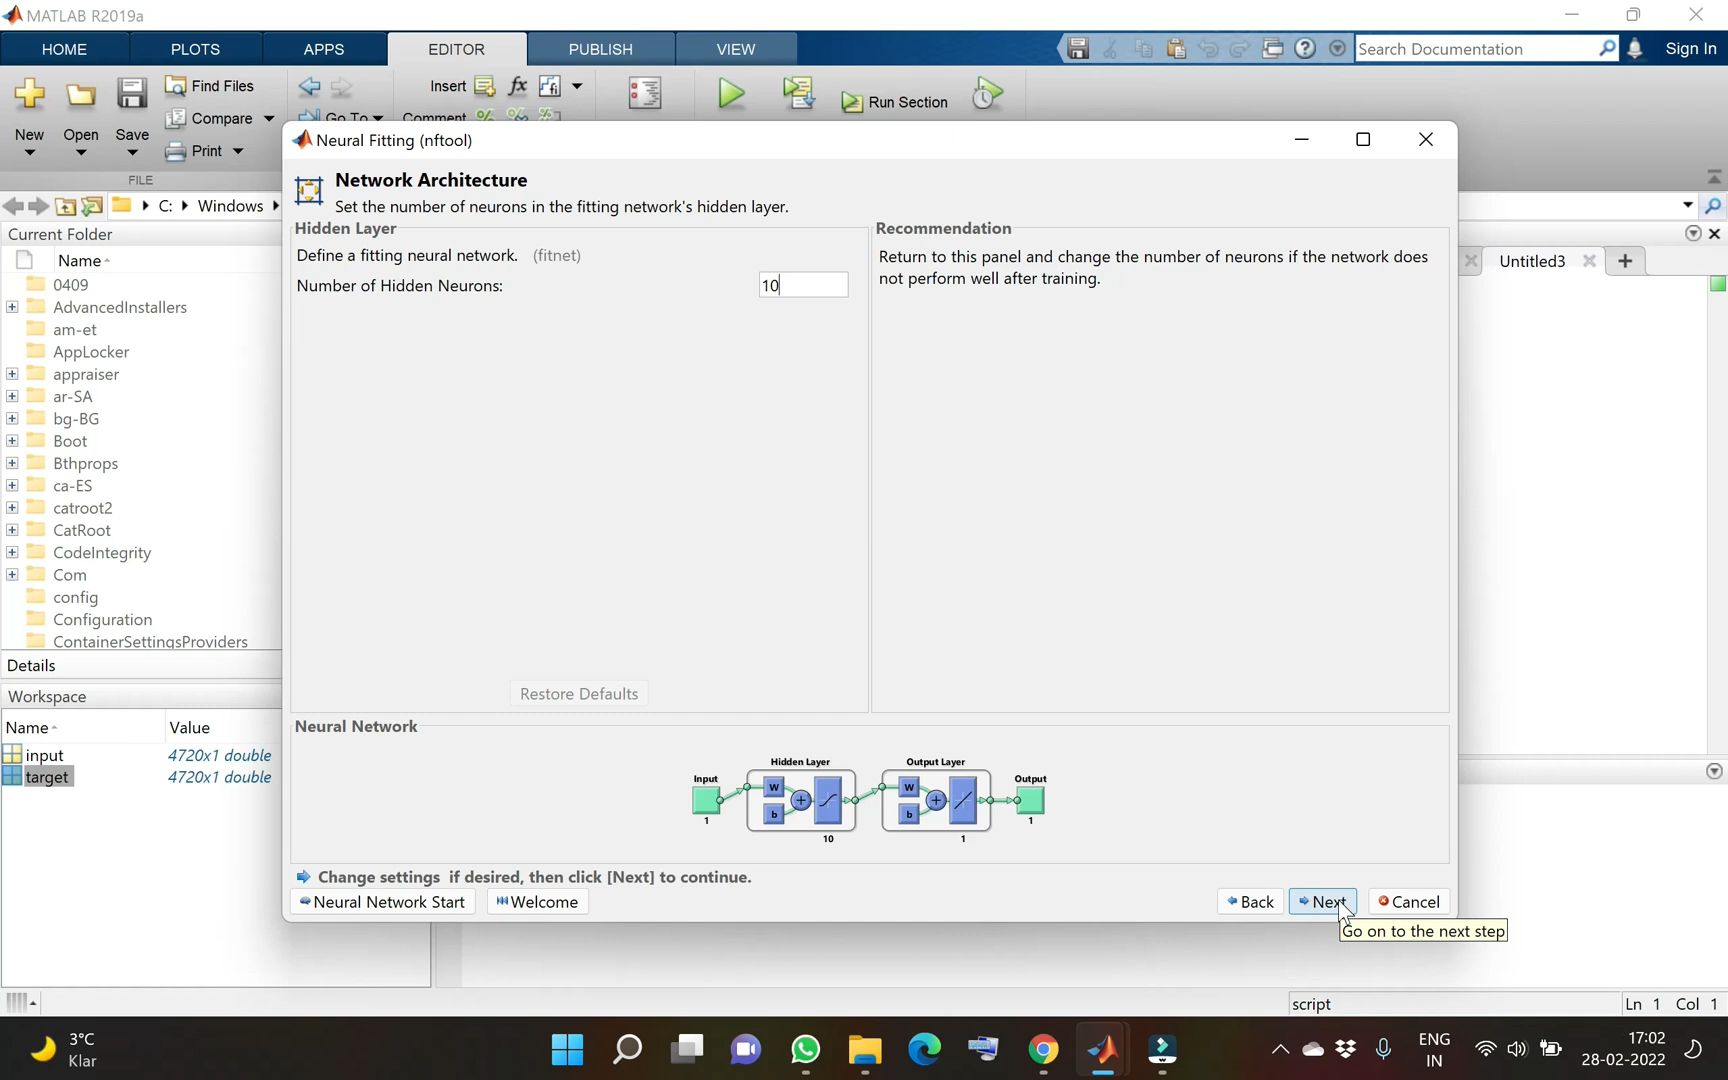 MATLAB R2019a
HOME PLOTS APPS EDITOR PUBLISH VIEW
Search Documentation
Sign In
New Open Save
Find Files
Compare
Print
FILE
Go To
Insert
fx
Comment
Run Section
C: Windows
Current Folder
Name
0409
AdvancedInstallers
am-et
AppLocker
appraiser
ar-SA
bg-BG
Boot
Bthprops
ca-ES
catroot2
CatRoot
CodeIntegrity
Com
config
Configuration
ContainerSettingsProviders
Details
Workspace
Name Value
input 4720x1 double
target 4720x1 double
Untitled3
Neural Fitting (nftool)
Network Architecture
Set the number of neurons in the fitting network's hidden layer.
Hidden Layer
Define a fitting neural network. (fitnet)
Number of Hidden Neurons: 10
Restore Defaults
Recommendation
Return to this panel and change the number of neurons if the network does
not perform well after training.
Neural Network
Hidden Layer Output Layer
Input Output
W W
b b
1 1
10 1
Change settings if desired, then click [Next] to continue.
Neural Network Start Welcome Back Next Cancel
Go on to the next step
script Ln 1 Col 1
3°C
Klar
ENG
IN
17:02
28-02-2022